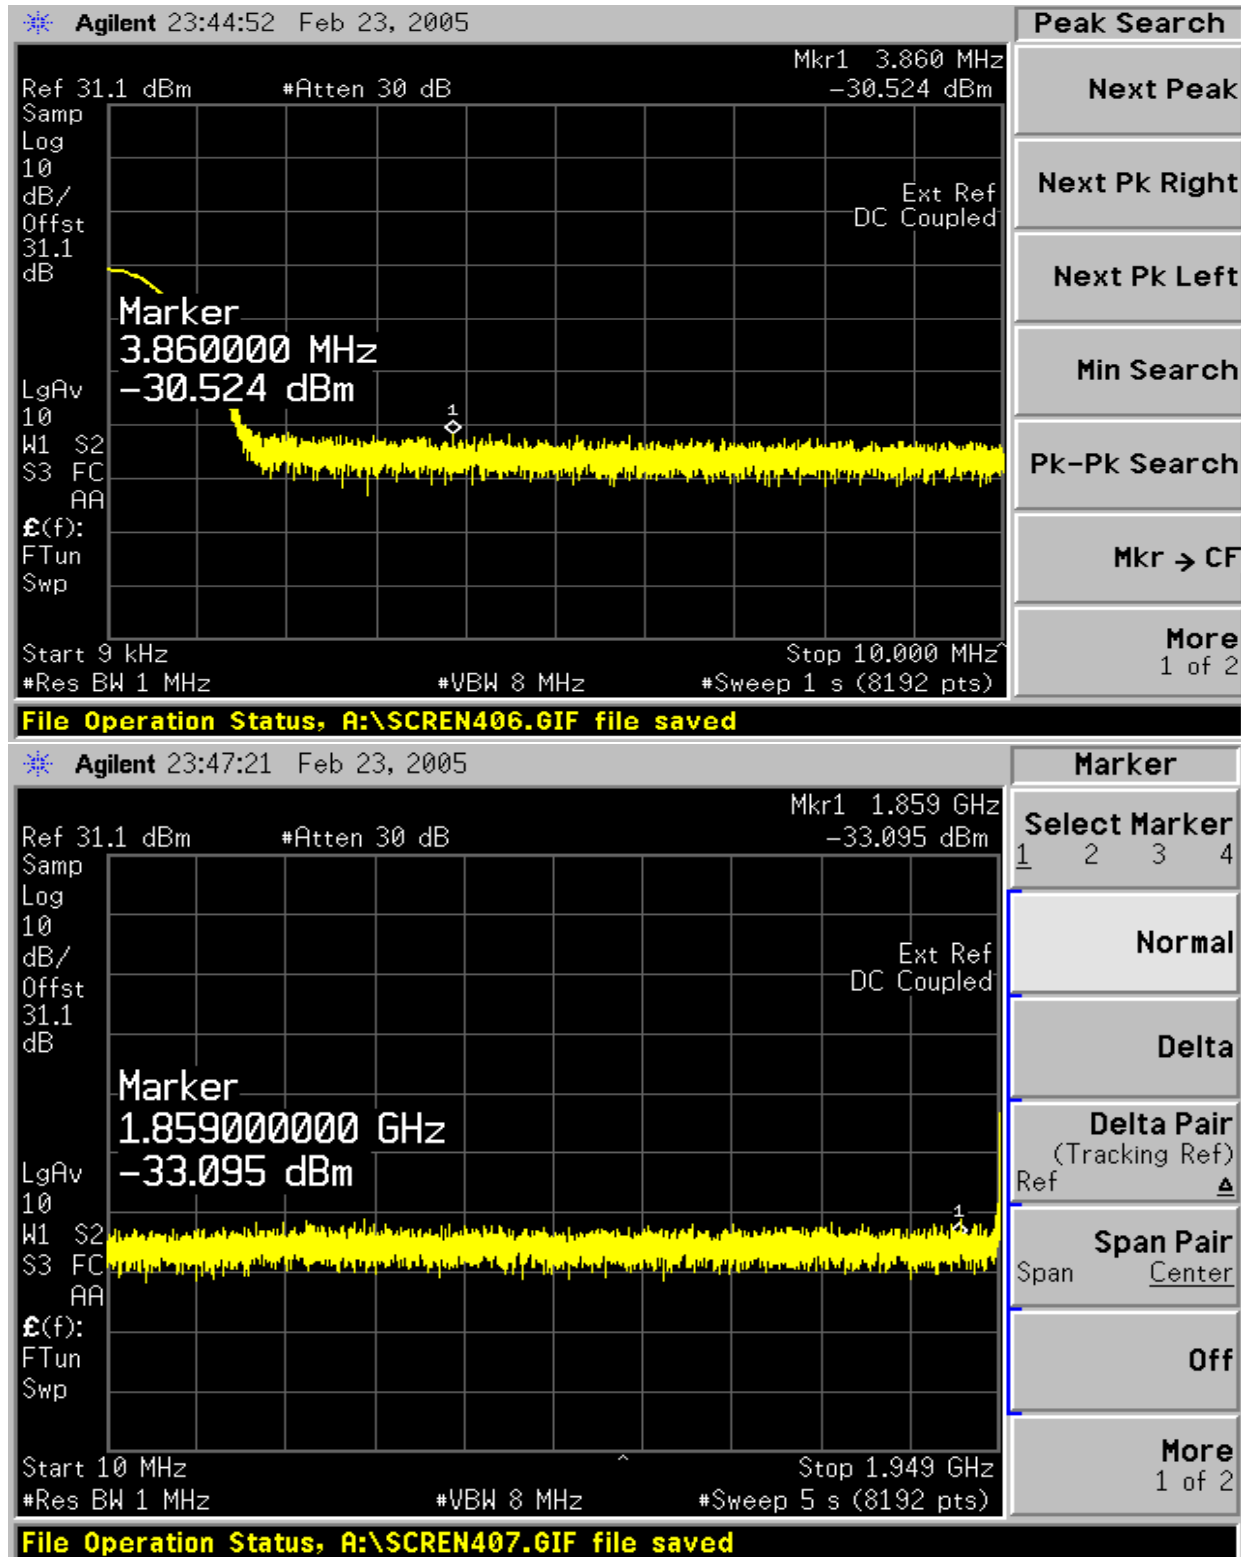 Agilent 23:44:52 Feb 23, 2005
Peak Search
Mkr1 3.860 MHz
Ref 31.1 dBm #Atten 30 dB -30.524 dBm
Next Peak
Samp
Log
10
dB/
Offst
31.1
dB
Ext Ref
DC Coupled
Next Pk Right
Next Pk Left
Marker
3.860000 MHz
-30.524 dBm
Min Search
LgAv
10
1
W1 S2
S3 FC
AA
Pk-Pk Search
£(f):
FTun
Swp
Mkr → CF
Start 9 kHz Stop 10.000 MHz^
#Res BW 1 MHz #VBW 8 MHz #Sweep 1 s (8192 pts)
More
1 of 2
File Operation Status, A:\SCREN406.GIF file saved
Agilent 23:47:21 Feb 23, 2005
Marker
Mkr1 1.859 GHz
Ref 31.1 dBm #Atten 30 dB -33.095 dBm
Select Marker
1 2 3 4
Samp
Log
10
dB/
Offst
31.1
dB
Ext Ref
DC Coupled
Normal
Delta
Marker
1.859000000 GHz
-33.095 dBm
Delta Pair
(Tracking Ref)
Ref Δ
LgAv
10
1
W1 S2
S3 FC
AA
Span Pair
Span Center
£(f):
FTun
Swp
Off
^
Start 10 MHz Stop 1.949 GHz
#Res BW 1 MHz #VBW 8 MHz #Sweep 5 s (8192 pts)
More
1 of 2
File Operation Status, A:\SCREN407.GIF file saved